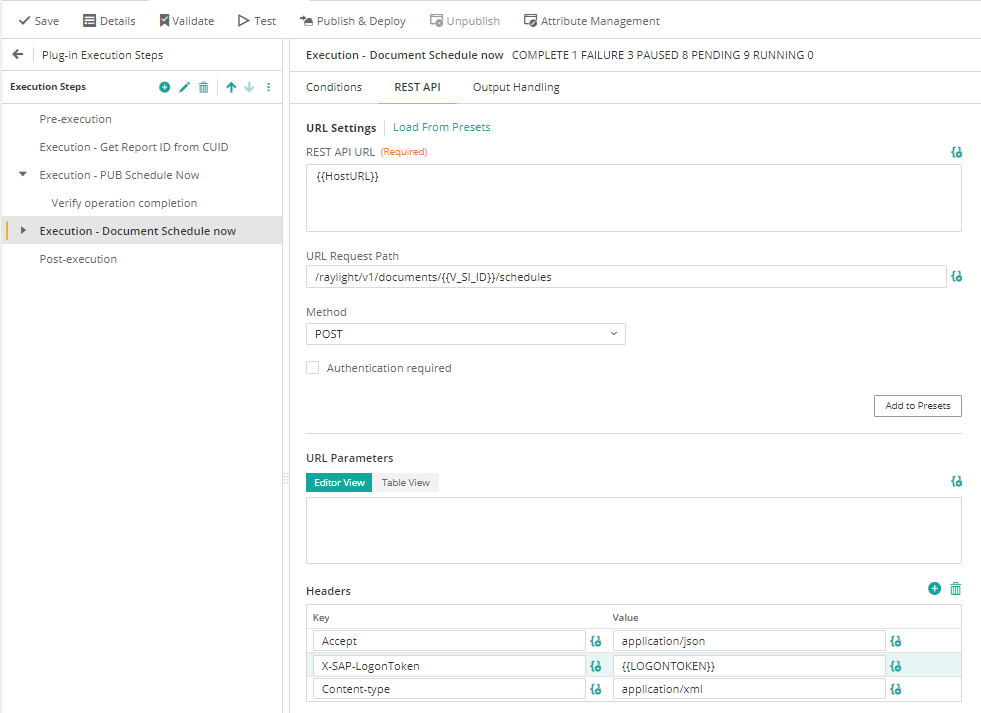 Save Details Validate Test Publish & Deploy Unpublish Attribute Management
Plug-in Execution Steps
Execution Steps
Pre-execution
Execution - Get Report ID from CUID
Execution - PUB Schedule Now
Verify operation completion
Execution - Document Schedule now
Post-execution
Execution - Document Schedule now COMPLETE 1 FAILURE 3 PAUSED 8 PENDING 9 RUNNING 0
Conditions REST API Output Handling
URL Settings Load From Presets
REST API URL (Required)
{{HostURL}}
URL Request Path
/raylight/v1/documents/{{V_SI_ID}}/schedules
Method
POST
Authentication required
Add to Presets
URL Parameters
Editor View Table View
Headers
Key Value
Accept application/json
X-SAP-LogonToken {{LOGONTOKEN}}
Content-type application/xml